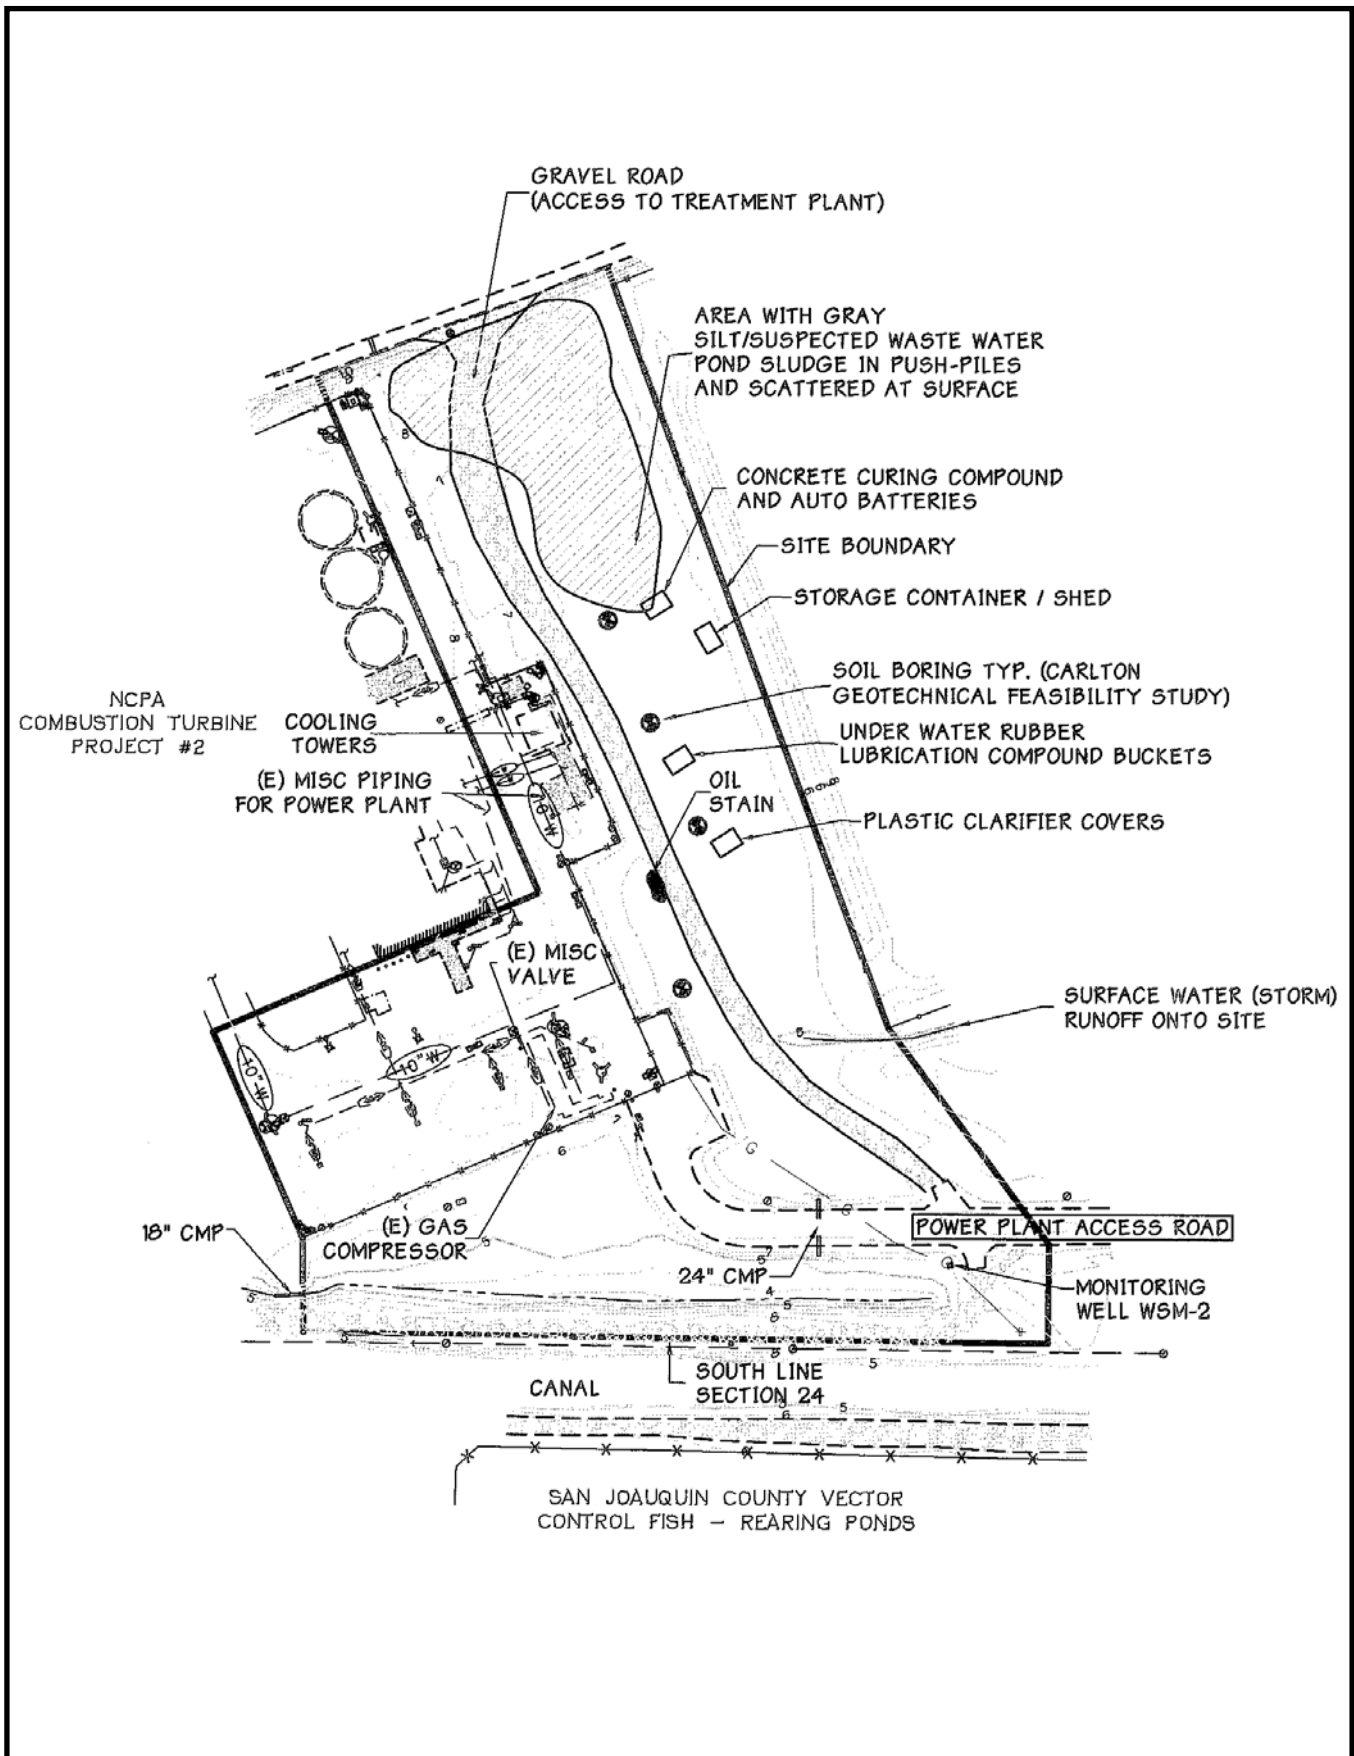 GRAVEL ROAD
(ACCESS TO TREATMENT PLANT)
AREA WITH GRAY
SILT/SUSPECTED WASTE WATER
POND SLUDGE IN PUSH-PILES
AND SCATTERED AT SURFACE
CONCRETE CURING COMPOUND
AND AUTO BATTERIES
SITE BOUNDARY
STORAGE CONTAINER / SHED
SOIL BORING TYP. (CARLTON
GEOTECHNICAL FEASIBILITY STUDY)
NCPA
COMBUSTION TURBINE
PROJECT #2
COOLING
TOWERS
UNDER WATER RUBBER
LUBRICATION COMPOUND BUCKETS
(E) MISC PIPING
FOR POWER PLANT
OIL
STAIN
10"W
PLASTIC CLARIFIER COVERS
(E) MISC
VALVE
SURFACE WATER (STORM)
RUNOFF ONTO SITE
10"W
10"W
18" CMP
(E) GAS
COMPRESSOR
POWER PLANT ACCESS ROAD
24" CMP
MONITORING
WELL WSM-2
SOUTH LINE
SECTION 24
CANAL
SAN JOAUQUIN COUNTY VECTOR
CONTROL FISH - REARING PONDS